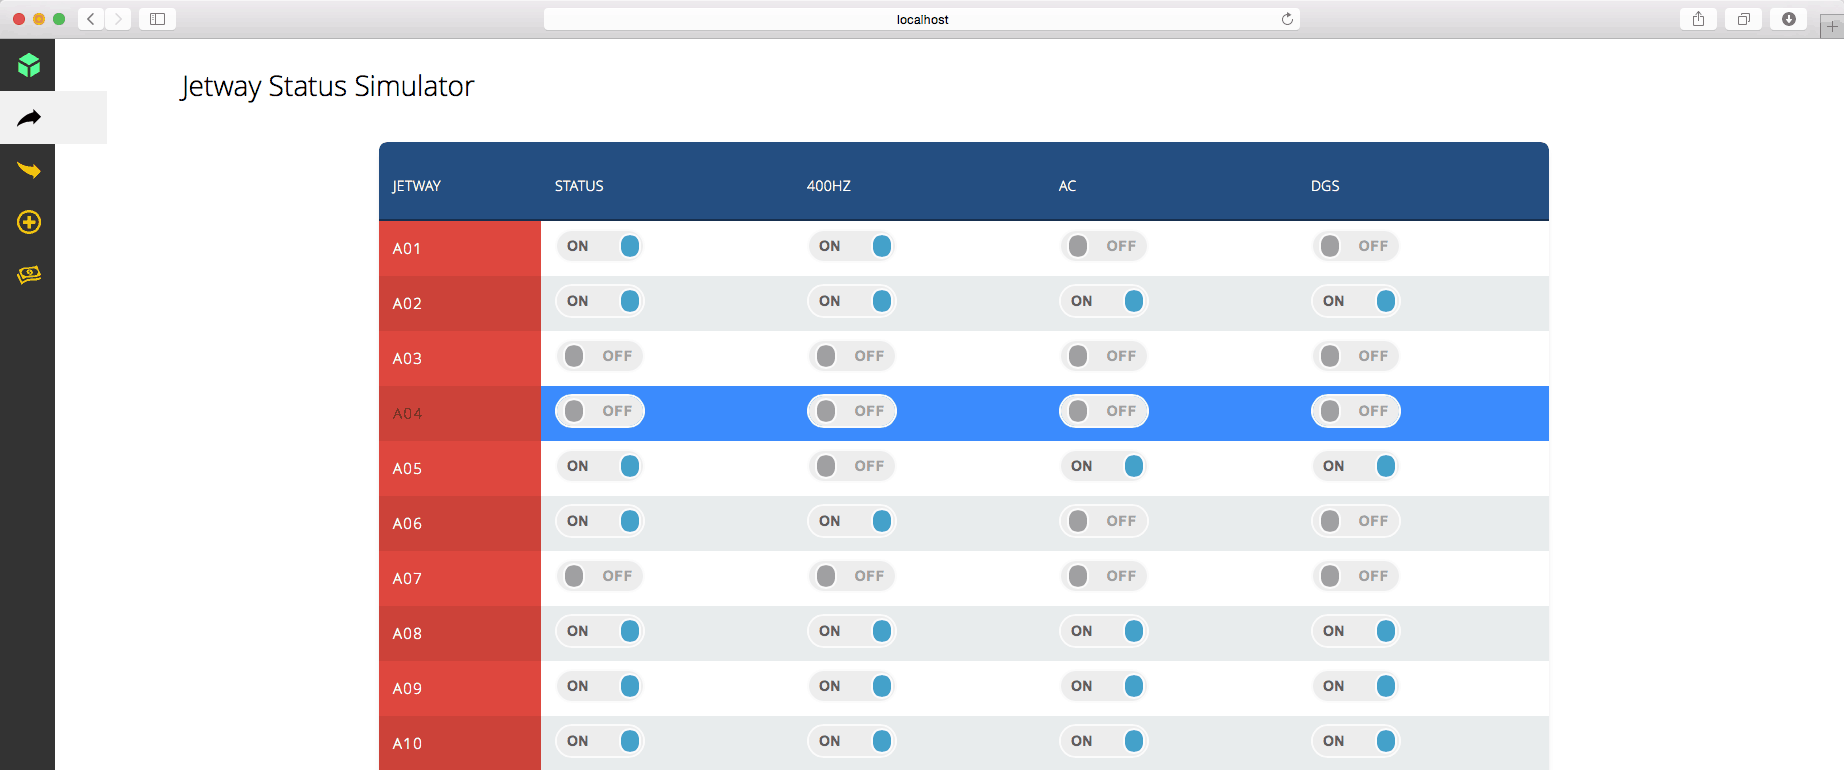 localhost
Jetway Status Simulator
JETWAY STATUS 400HZ AC DGS
A01 ON ON OFF OFF
A02 ON ON ON ON
A03 OFF OFF OFF OFF
A04 OFF OFF OFF OFF
A05 ON OFF ON ON
A06 ON ON OFF OFF
A07 OFF OFF OFF OFF
A08 ON ON ON ON
A09 ON ON ON ON
A10 ON ON ON ON